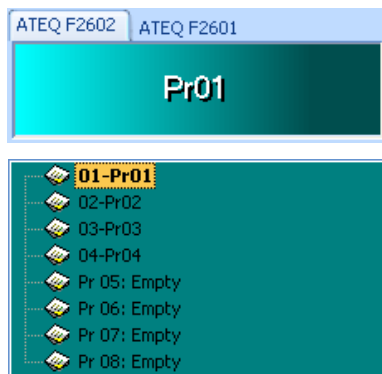 ATEQ F2602 ATEQ F2601
Pr01
01-Pr01
02-Pr02
03-Pr03
04-Pr04
Pr 05: Empty
Pr 06: Empty
Pr 07: Empty
Pr 08: Empty